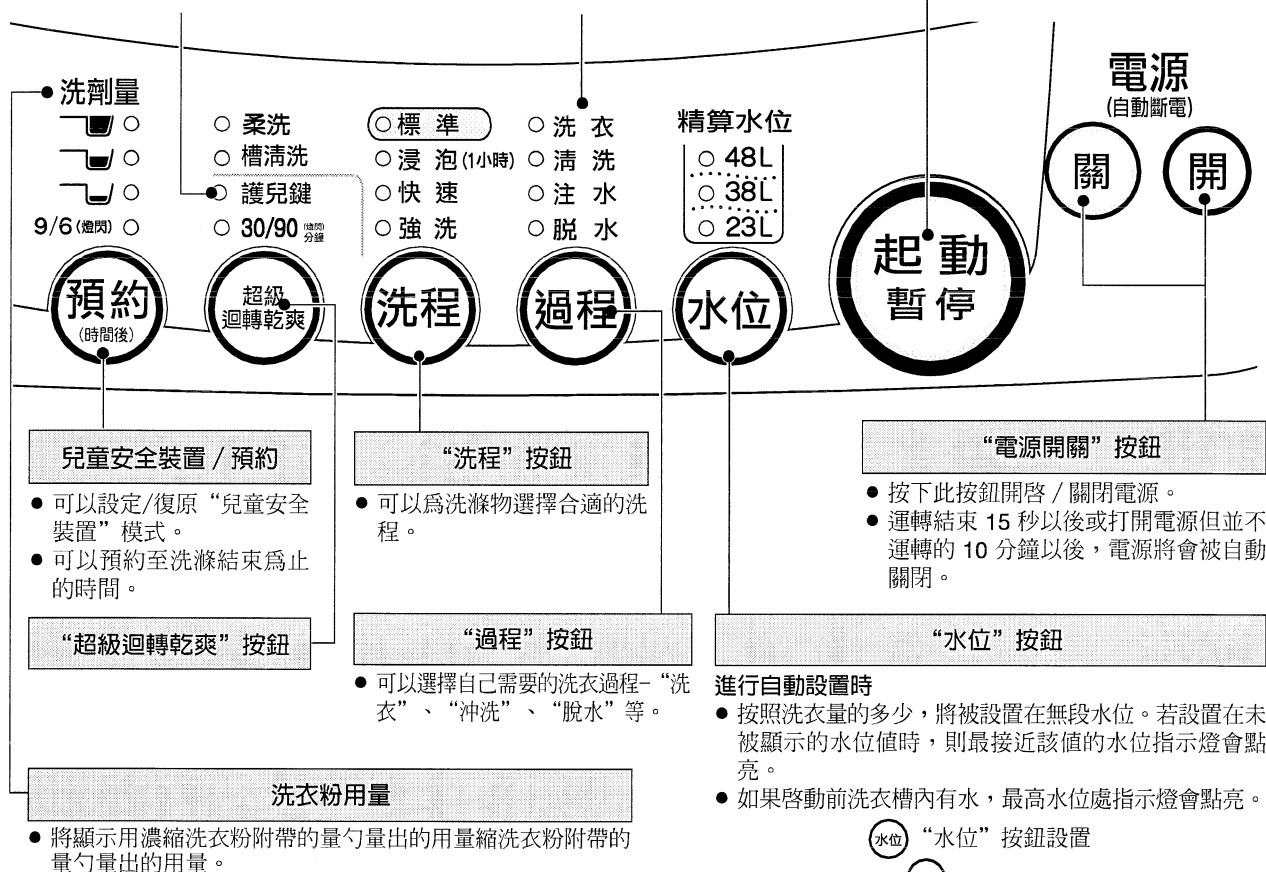 洗劑量
9/6(燈閃)
柔洗
槽清洗
護兒鍵
30/90 (燈閃)分鐘
標 準
浸 泡(1小時)
快 速
強 洗
洗 衣
清 洗
注 水
脱 水
精算水位
48L
38L
23L
電源
(自動斷電)
關
開
預約
(時間後)
超級
迴轉乾爽
洗程
過程
水位
起動
暫停
兒童安全裝置/預約
● 可以設定/復原“兒童安全
裝置”模式。
● 可以預約至洗滌結束爲止
的時間。
“超級迴轉乾爽” 按鈕
“洗程” 按鈕
● 可以爲洗滌物選擇合適的洗
程。
“過程” 按鈕
● 可以選擇自己需要的洗衣過程–“洗
衣”、“沖洗”、“脫水”等。
“電源開關” 按鈕
● 按下此按鈕開啓/關閉電源。
● 運轉結束 15 秒以後或打開電源但並不
運轉的 10 分鐘以後,電源將會被自動
關閉。
“水位” 按鈕
進行自動設置時
● 按照洗衣量的多少,將被設置在無段水位。若設置在未
被顯示的水位値時,則最接近該値的水位指示燈會點
亮。
● 如果啓動前洗衣槽內有水,最高水位處指示燈會點亮。
水位 “水位” 按鈕設置
洗衣粉用量
● 將顯示用濃縮洗衣粉附帶的量勺量出的用量縮洗衣粉附帶的
量勺量出的用量。